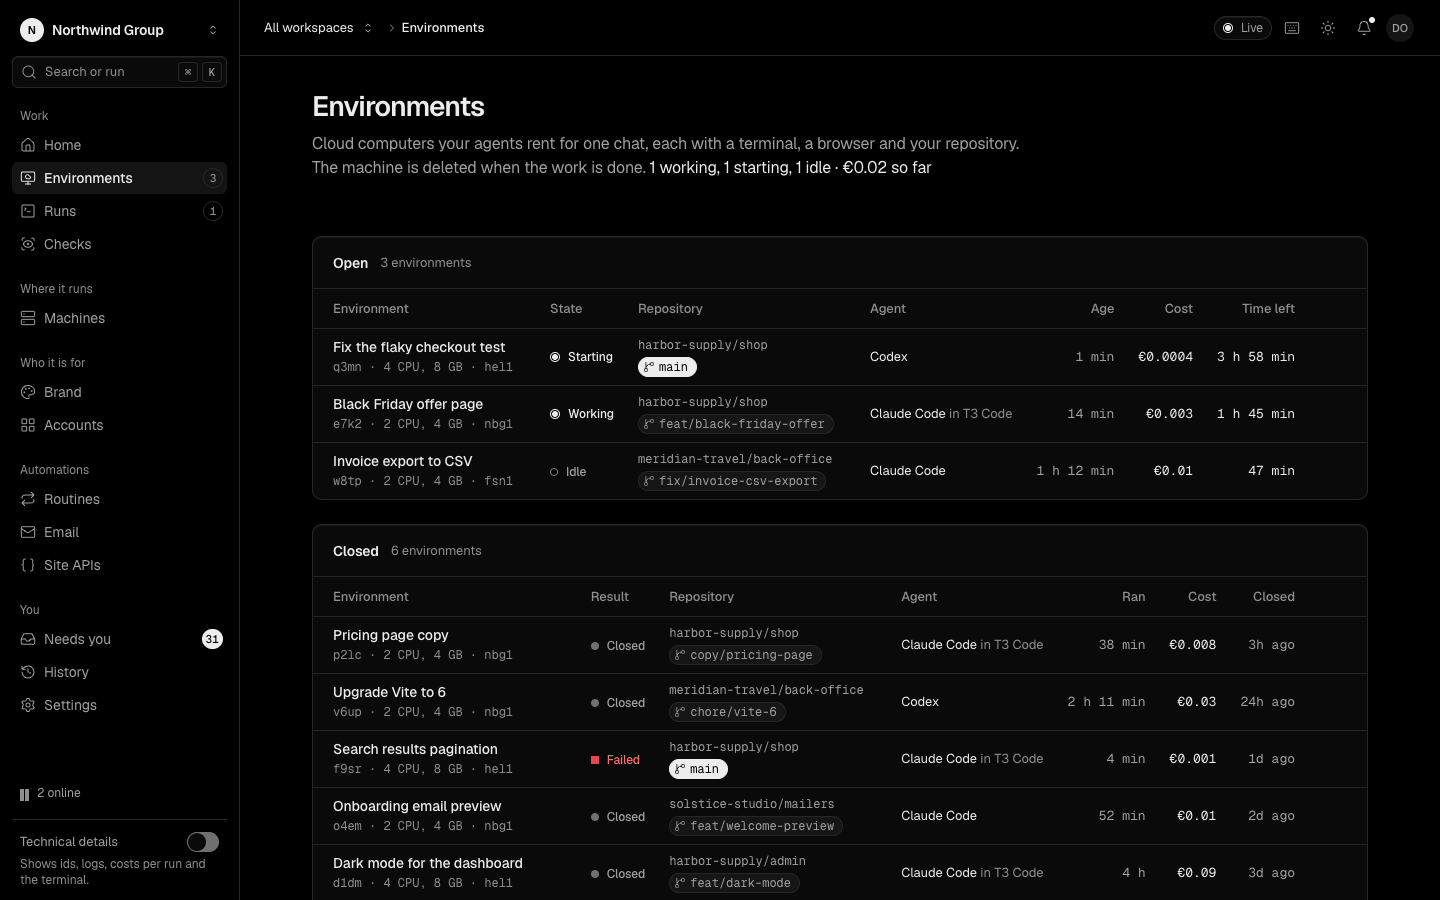 N Northwind Group
Search or run ⌘ K
Work
Home
Environments 3
Runs 1
Checks
Where it runs
Machines
Who it is for
Brand
Accounts
Automations
Routines
Email
Site APIs
You
Needs you 31
History
Settings
2 online
Technical details
Shows ids, logs, costs per run and
the terminal.
All workspaces › Environments
Live
DO
Environments
Cloud computers your agents rent for one chat, each with a terminal, a browser and your repository.
The machine is deleted when the work is done. 1 working, 1 starting, 1 idle · €0.02 so far
Open 3 environments
Environment State Repository Agent Age Cost Time left
Fix the flaky checkout test
q3mn · 4 CPU, 8 GB · hel1
Starting
harbor-supply/shop
main
Codex
1 min €0.0004 3 h 58 min
Black Friday offer page
e7k2 · 2 CPU, 4 GB · nbg1
Working
harbor-supply/shop
feat/black-friday-offer
Claude Code in T3 Code
14 min €0.003 1 h 45 min
Invoice export to CSV
w8tp · 2 CPU, 4 GB · fsn1
Idle
meridian-travel/back-office
fix/invoice-csv-export
Claude Code
1 h 12 min €0.01 47 min
Closed 6 environments
Environment Result Repository Agent Ran Cost Closed
Pricing page copy
p2lc · 2 CPU, 4 GB · nbg1
Closed
harbor-supply/shop
copy/pricing-page
Claude Code in T3 Code
38 min €0.008 3h ago
Upgrade Vite to 6
v6up · 2 CPU, 4 GB · nbg1
Closed
meridian-travel/back-office
chore/vite-6
Codex
2 h 11 min €0.03 24h ago
Search results pagination
f9sr · 4 CPU, 8 GB · hel1
Failed
harbor-supply/shop
main
Claude Code in T3 Code
4 min €0.001 1d ago
Onboarding email preview
o4em · 2 CPU, 4 GB · nbg1
Closed
solstice-studio/mailers
feat/welcome-preview
Claude Code
52 min €0.01 2d ago
Dark mode for the dashboard
d1dm · 4 CPU, 8 GB · hel1
Closed
harbor-supply/admin
feat/dark-mode
Claude Code in T3 Code
4 h €0.09 3d ago